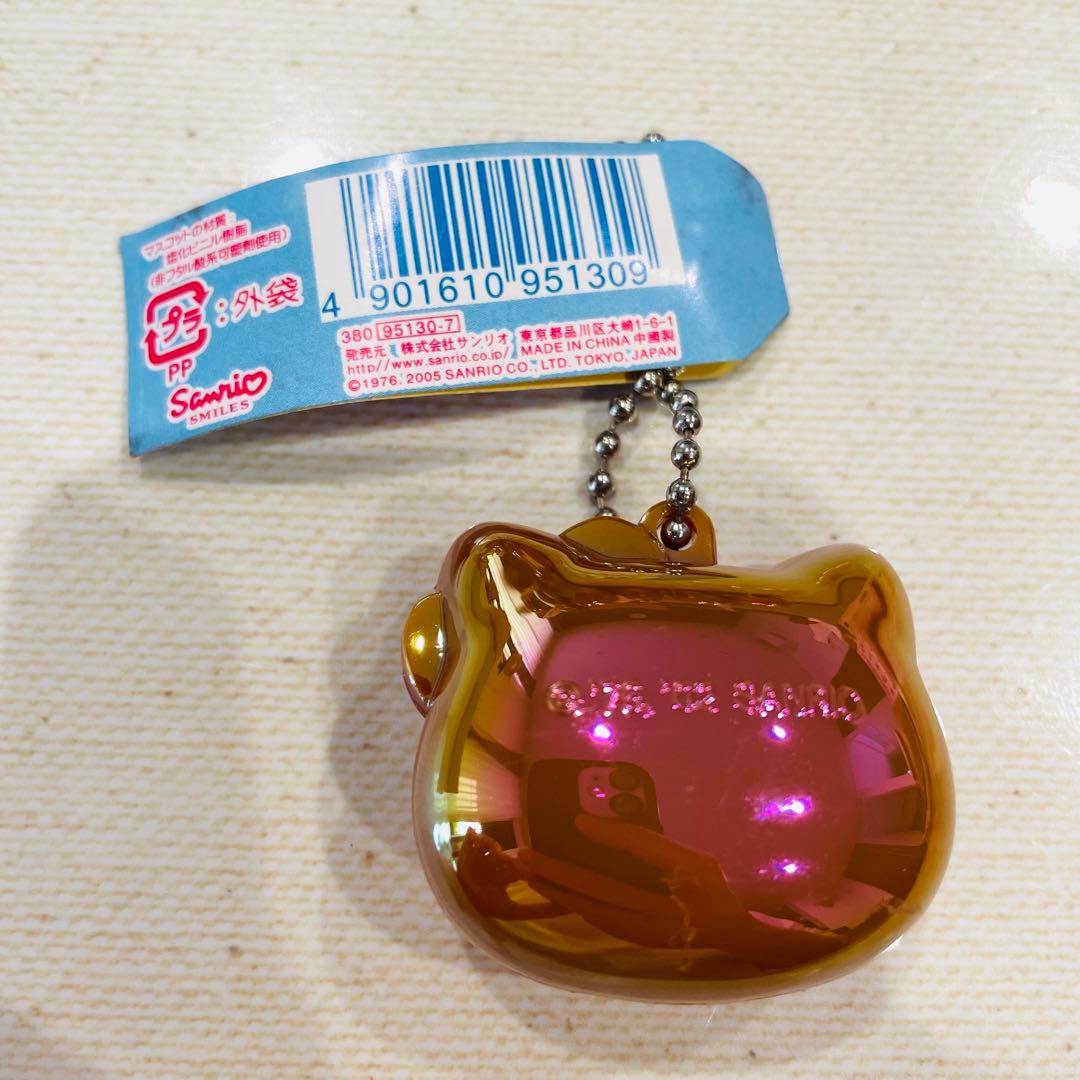 マスコットの材質:
塩化ビニル樹脂
(非フタル酸系可塑剤使用)
プラ
:外袋
PP
Sanrio
SMILES
4 901610 951309
380 95130-7
発売元 株式会社サンリオ 東京都品川区大崎1-6-1
http//www.sanrio.co.jp/ MADE IN CHINA 中國製
©1976, 2005 SANRIO CO., LTD. TOKYO, JAPAN
©'76, '05 SANRIO